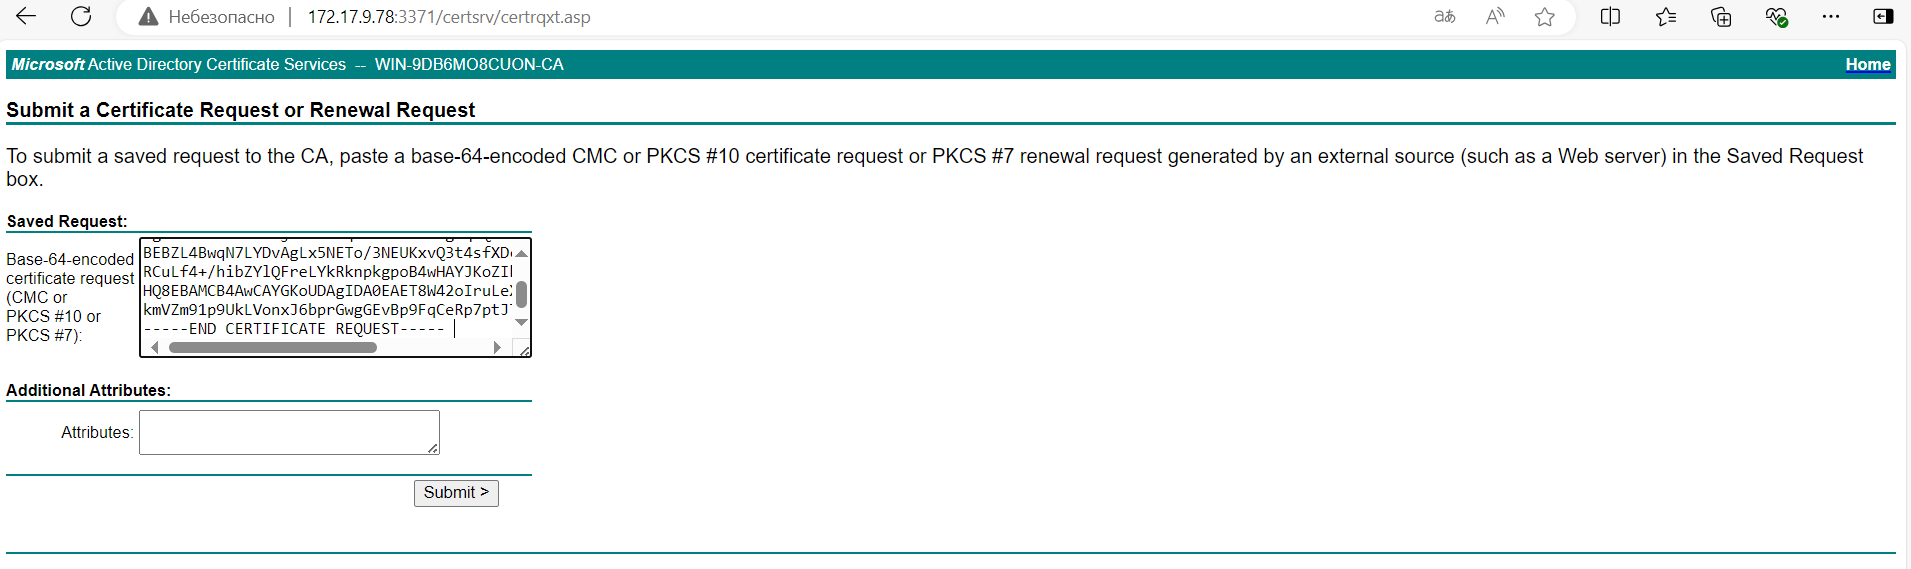 Небезопасно | 172.17.9.78:3371/certsrv/certrqxt.asp
Microsoft Active Directory Certificate Services -- WIN-9DB6MO8CUON-CA Home
Submit a Certificate Request or Renewal Request
To submit a saved request to the CA, paste a base-64-encoded CMC or PKCS #10 certificate request or PKCS #7 renewal request generated by an external source (such as a Web server) in the Saved Request
box.
Saved Request:
Base-64-encoded
certificate request
(CMC or
PKCS #10 or
PKCS #7):
BEBZL4BwqN7LYDvAgLx5NETo/3NEUKxvQ3t4sfXD
RCuLf4+/hibZYlQFreLYkRknpkgpoB4wHAYJKoZI
HQ8EBAMCB4AwCAYGKoUDAgIDA0EAET8W42oIruLe
kmVZm91p9UkLVonxJ6bprGwgGEvBp9FqCeRp7ptJ
-----END CERTIFICATE REQUEST-----
Additional Attributes:
Attributes:
Submit >